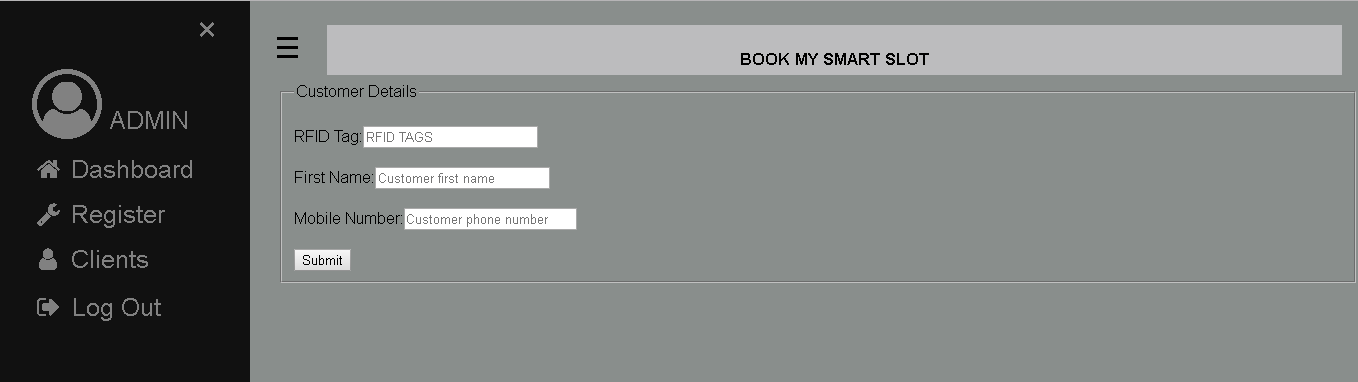 ×
ADMIN
Dashboard
Register
Clients
Log Out
☰
BOOK MY SMART SLOT
Customer Details
RFID Tag: RFID TAGS
First Name: Customer first name
Mobile Number: Customer phone number
Submit